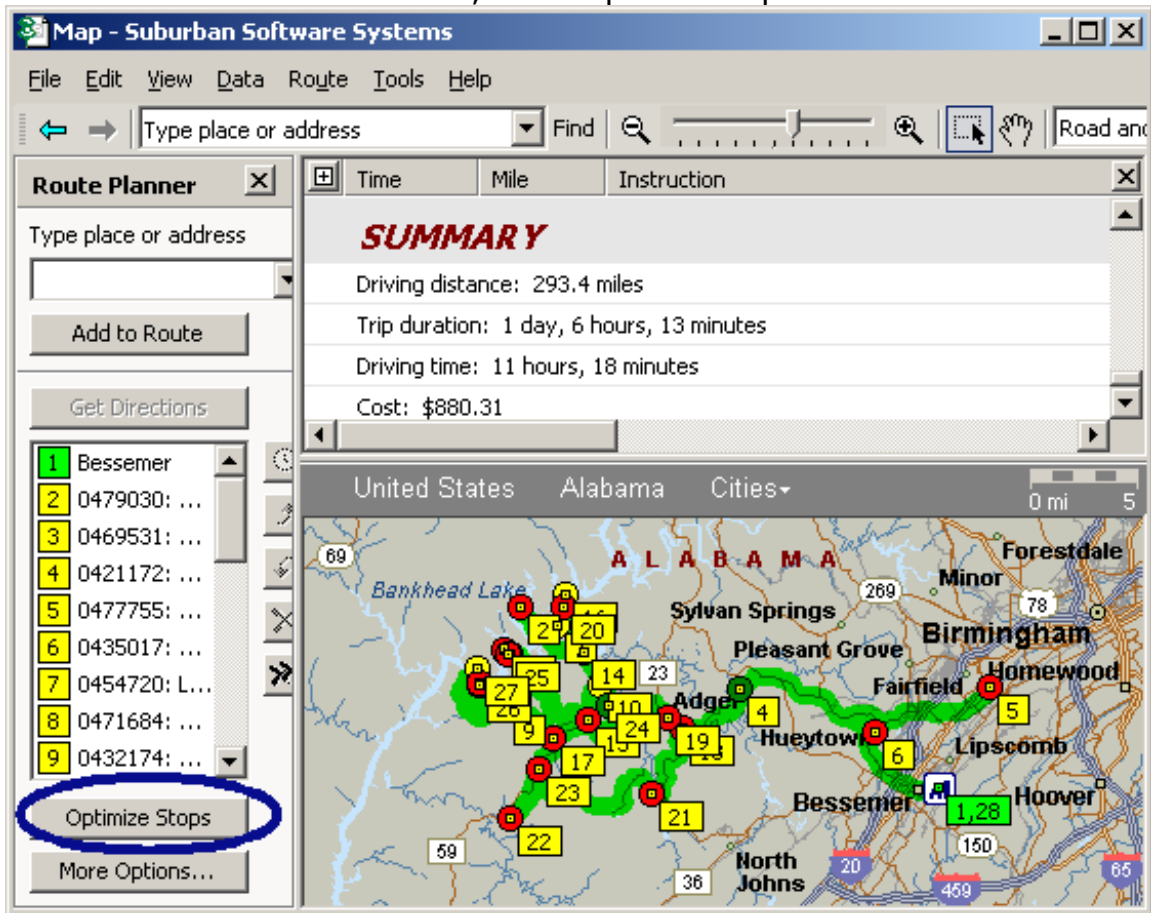 Map - Suburban Software Systems
File Edit View Data Route Tools Help
Type place or address Find Road and
Route Planner
Type place or address
Add to Route
Get Directions
1 Bessemer
2 0479030: ...
3 0469531: ...
4 0421172: ...
5 0477755: ...
6 0435017: ...
7 0454720: L...
8 0471684: ...
9 0432174: ...
Optimize Stops
More Options...
Time Mile Instruction
SUMMARY
Driving distance: 293.4 miles
Trip duration: 1 day, 6 hours, 13 minutes
Driving time: 11 hours, 18 minutes
Cost: $880.31
United States Alabama Cities
0 mi 5
69
ALABAMA
Forestdale
Bankhead Lake
269
Minor
78
Sylvan Springs
Birmingham
20
Pleasant Grove
Homewood
25
14
23
Fairfield
27
Adger
4
5
26
10
9
24
19
Hueytown
6
Lipscomb
17
23
Bessemer
1,28
Hoover
21
22
59
150
North
Johns
20
65
36
459